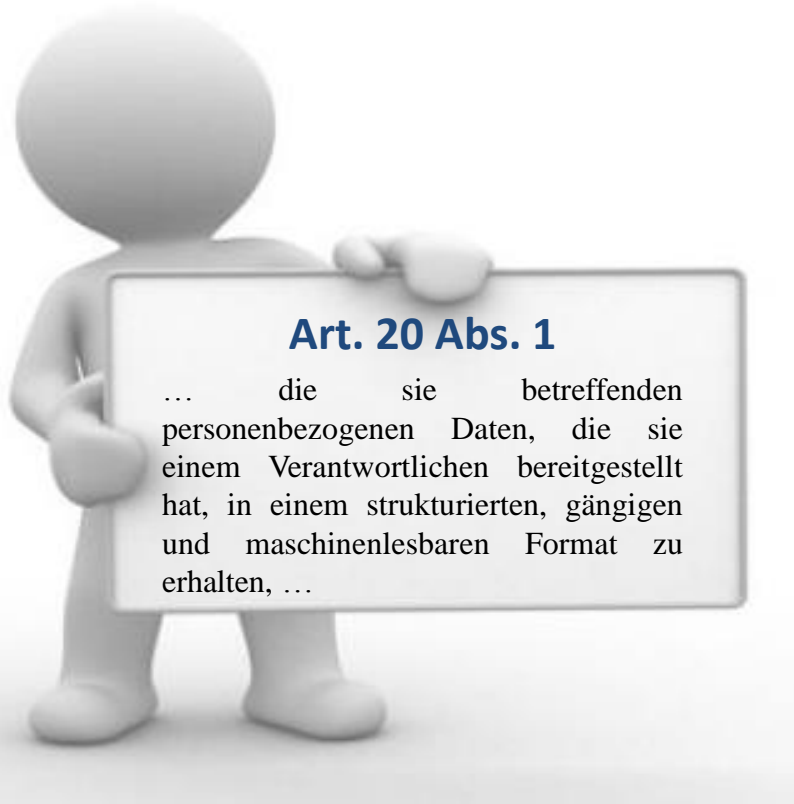 Art. 20 Abs. 1
… die sie betreffenden
personenbezogenen Daten, die sie
einem Verantwortlichen bereitgestellt
hat, in einem strukturierten, gängigen
und maschinenlesbaren Format zu
erhalten, …